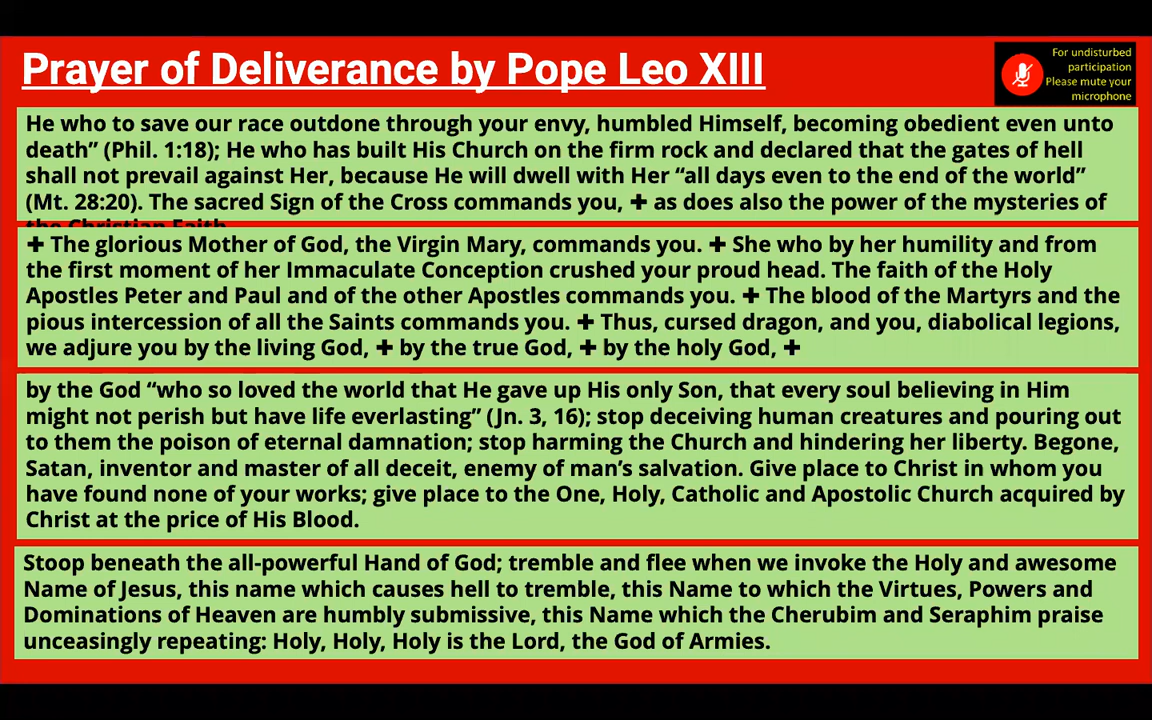 Prayer of Deliverance by Pope Leo XIII
For undisturbed
participation
Please mute your
microphone
He who to save our race outdone through your envy, humbled Himself, becoming obedient even unto
death” (Phil. 1:18); He who has built His Church on the firm rock and declared that the gates of hell
shall not prevail against Her, because He will dwell with Her “all days even to the end of the world”
(Mt. 28:20). The sacred Sign of the Cross commands you, ✚ as does also the power of the mysteries of
the Christian Faith.
✚ The glorious Mother of God, the Virgin Mary, commands you. ✚ She who by her humility and from
the first moment of her Immaculate Conception crushed your proud head. The faith of the Holy
Apostles Peter and Paul and of the other Apostles commands you. ✚ The blood of the Martyrs and the
pious intercession of all the Saints commands you. ✚ Thus, cursed dragon, and you, diabolical legions,
we adjure you by the living God, ✚ by the true God, ✚ by the holy God, ✚
by the God “who so loved the world that He gave up His only Son, that every soul believing in Him
might not perish but have life everlasting” (Jn. 3, 16); stop deceiving human creatures and pouring out
to them the poison of eternal damnation; stop harming the Church and hindering her liberty. Begone,
Satan, inventor and master of all deceit, enemy of man’s salvation. Give place to Christ in whom you
have found none of your works; give place to the One, Holy, Catholic and Apostolic Church acquired by
Christ at the price of His Blood.
Stoop beneath the all-powerful Hand of God; tremble and flee when we invoke the Holy and awesome
Name of Jesus, this name which causes hell to tremble, this Name to which the Virtues, Powers and
Dominations of Heaven are humbly submissive, this Name which the Cherubim and Seraphim praise
unceasingly repeating: Holy, Holy, Holy is the Lord, the God of Armies.